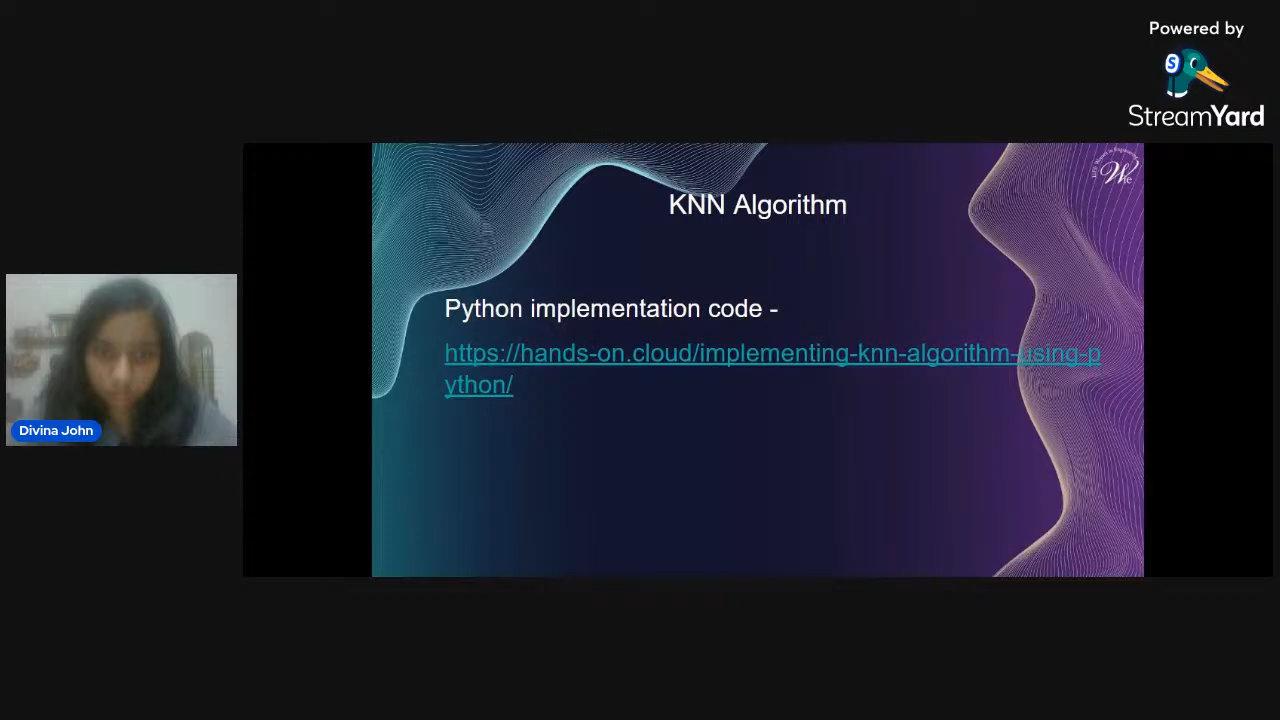 Powered by
S
StreamYard
KNN Algorithm
Wie
Python implementation code -
https://hands-on.cloud/implementing-knn-algorithm-using-p
ython/
Divina John